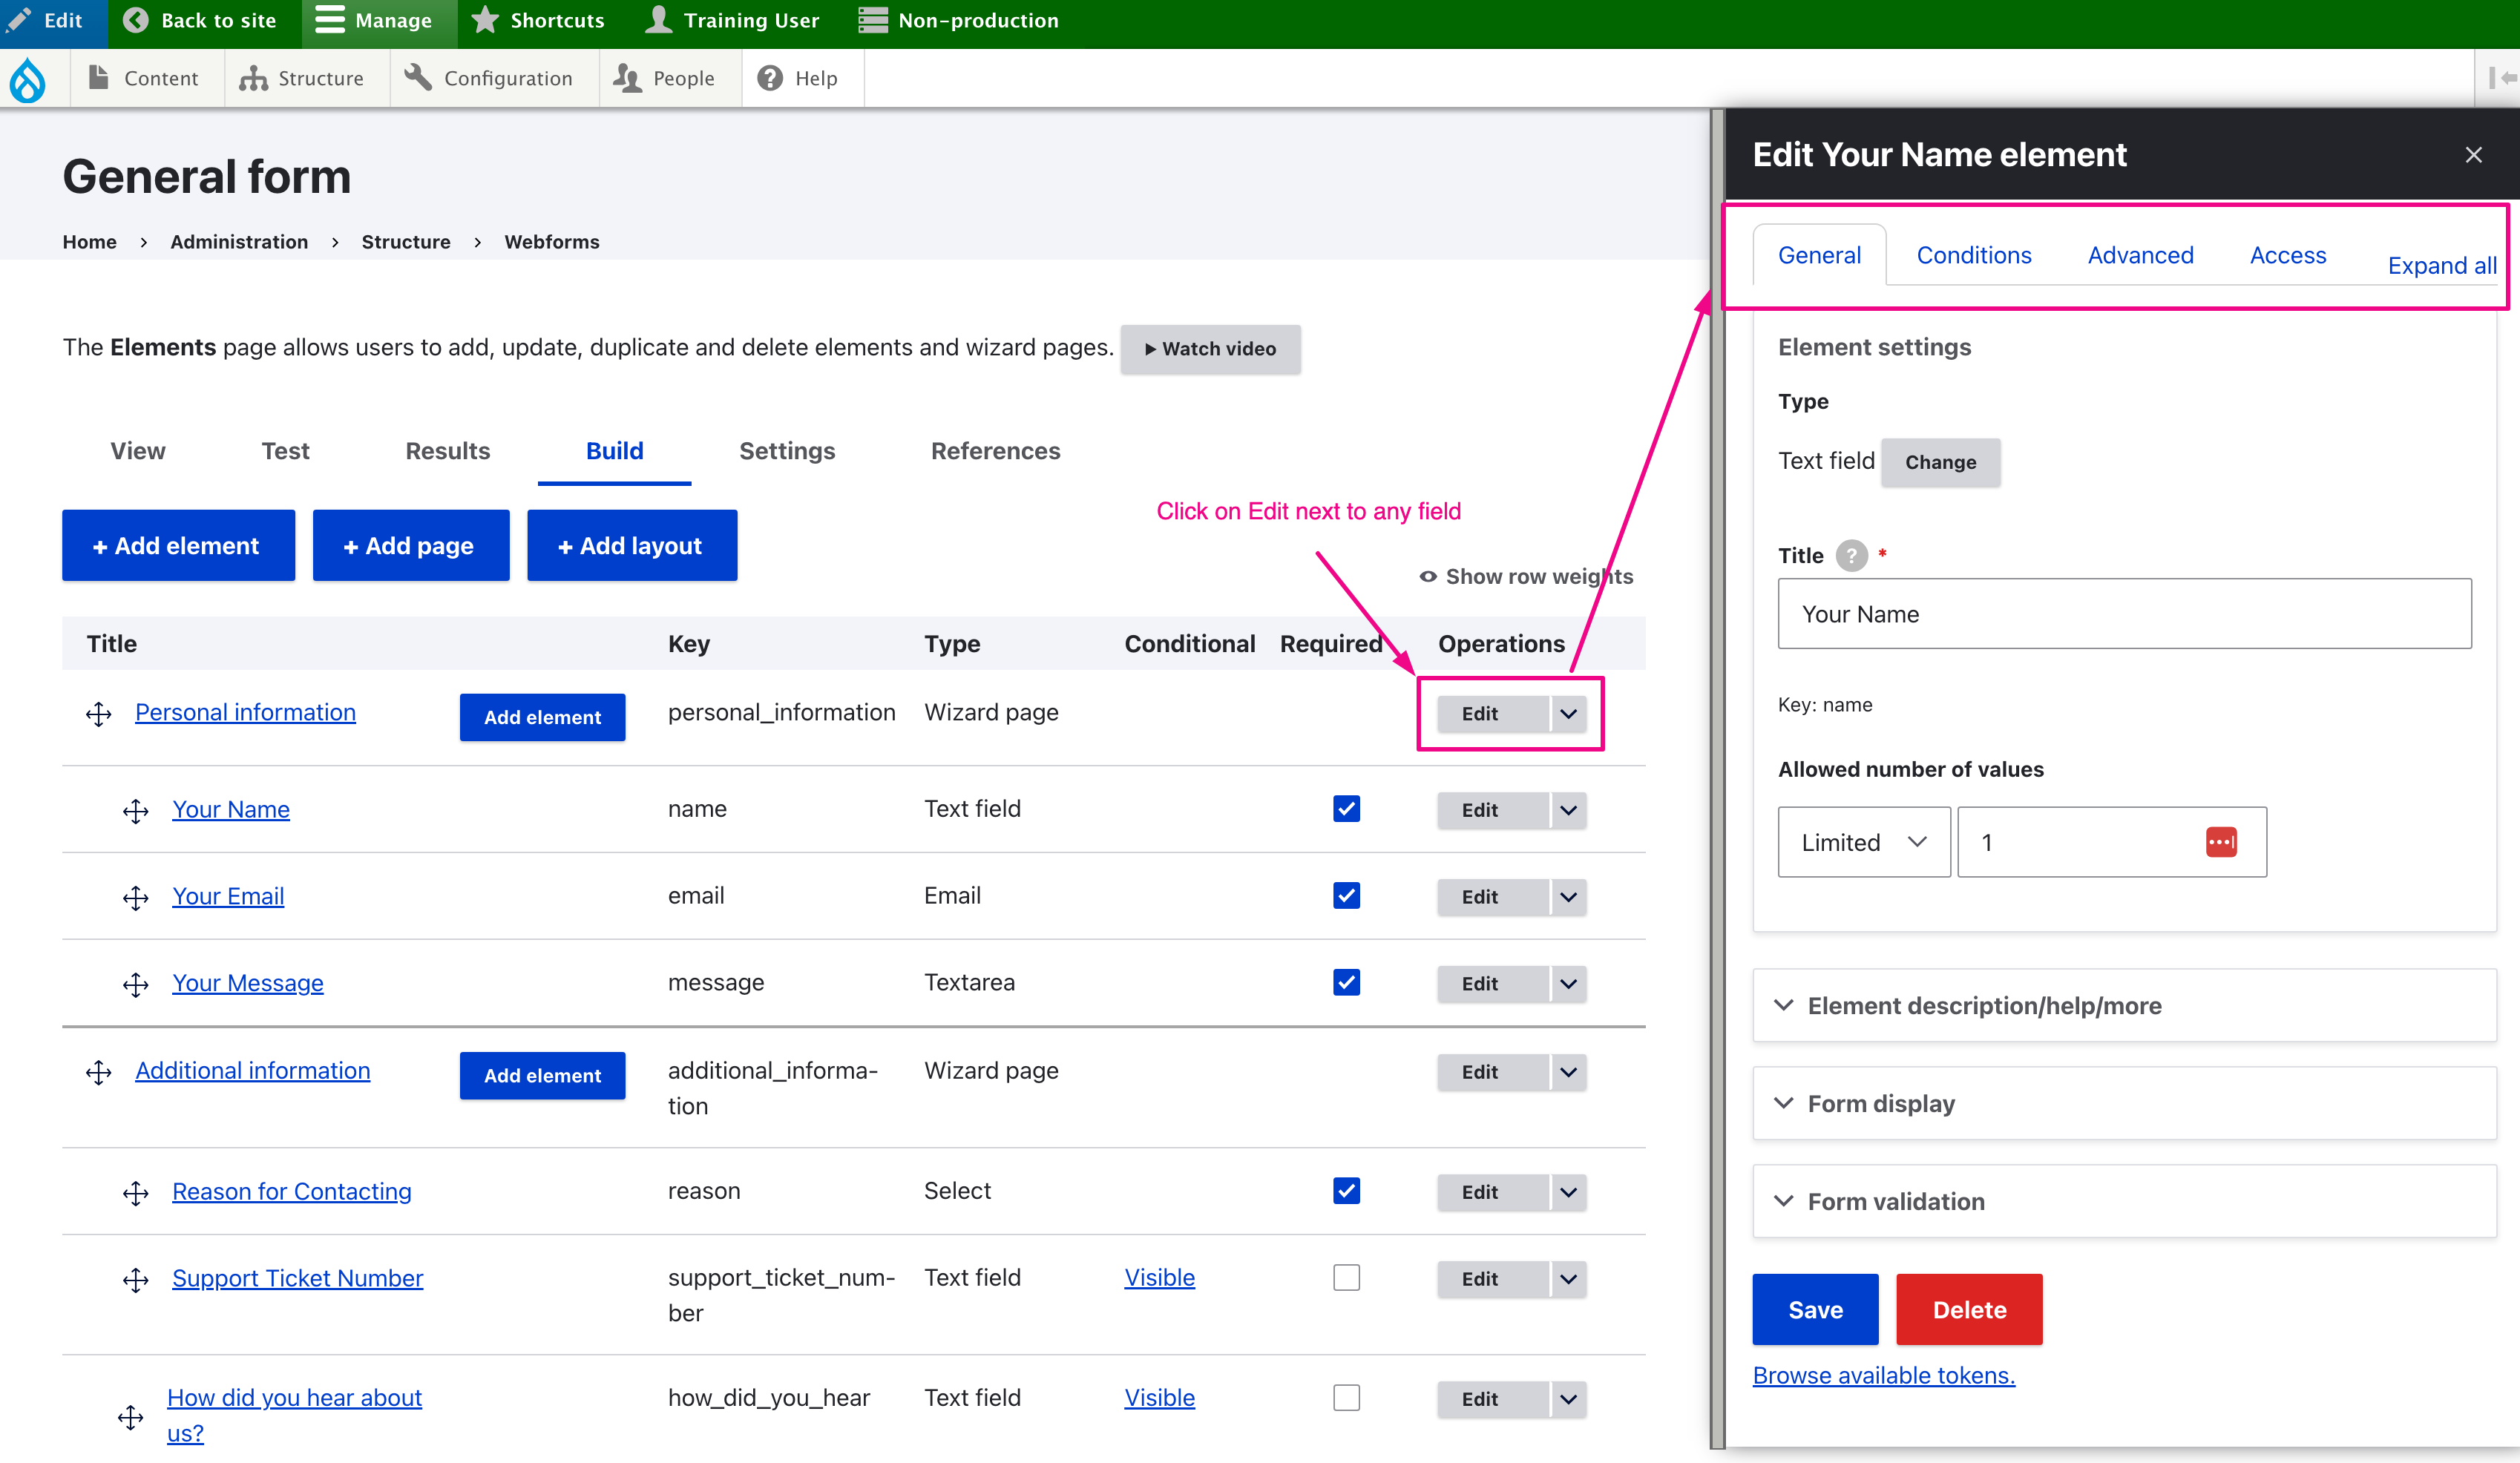 Edit Back to site Manage Shortcuts Training User Non-production
Content Structure Configuration People Help
General form
Home › Administration › Structure › Webforms
The Elements page allows users to add, update, duplicate and delete elements and wizard pages. Watch video
View Test Results Build Settings References
+ Add element + Add page + Add layout
Click on Edit next to any field
Show row weights
Title Key Type Conditional Required Operations
Personal information Add element personal_information Wizard page Edit
Your Name name Text field Edit
Your Email email Email Edit
Your Message message Textarea Edit
Additional information Add element additional_informa-
tion Wizard page Edit
Reason for Contacting reason Select Edit
Support Ticket Number support_ticket_num-
ber Text field Visible Edit
How did you hear about
us? how_did_you_hear Text field Visible Edit
Edit Your Name element
General Conditions Advanced Access Expand all
Element settings
Type
Text field Change
Title ? *
Your Name
Key: name
Allowed number of values
Limited 1
Element description/help/more
Form display
Form validation
Save Delete
Browse available tokens.